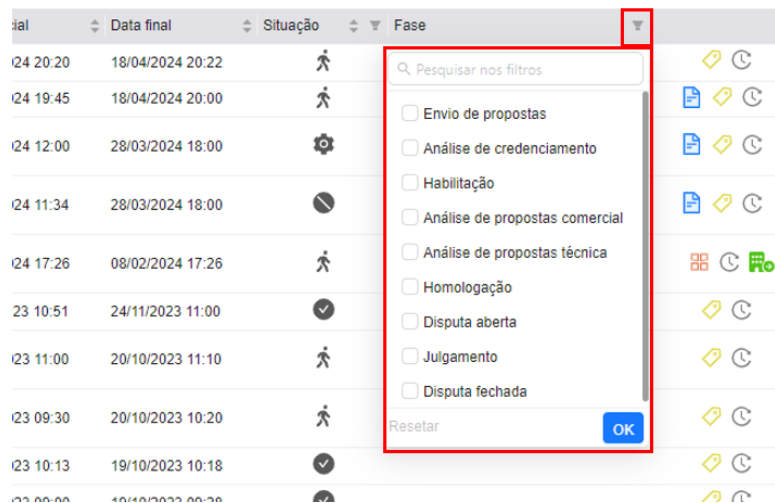 ial Data final Situação Fase
24 20:20 18/04/2024 20:22
Pesquisar nos filtros
24 19:45 18/04/2024 20:00
Envio de propostas
24 12:00 28/03/2024 18:00 Análise de credenciamento
Habilitação
24 11:34 28/03/2024 18:00
Análise de propostas comercial
Análise de propostas técnica
24 17:26 08/02/2024 17:26
Homologação
23 10:51 24/11/2023 11:00
Disputa aberta
23 11:00 20/10/2023 11:10 Julgamento
Disputa fechada
23 09:30 20/10/2023 10:20
Resetar OK
23 10:13 19/10/2023 10:18